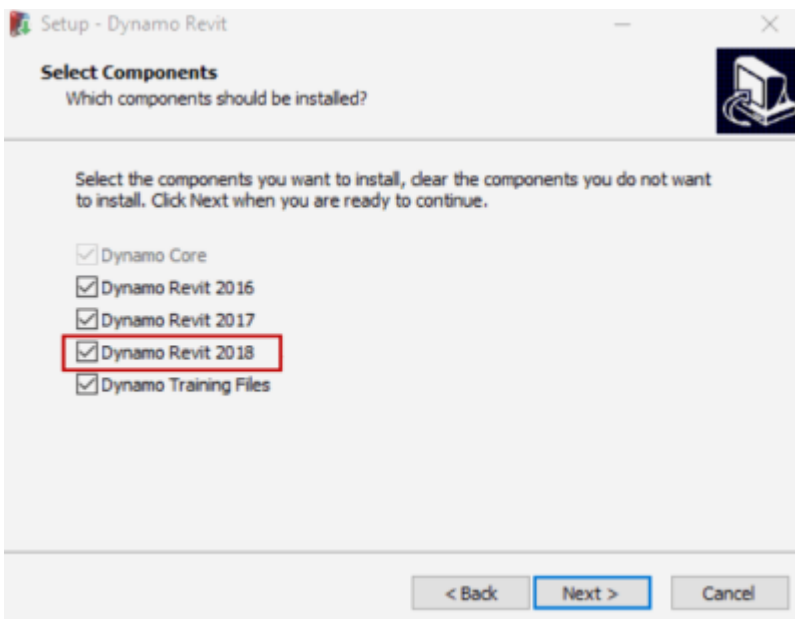 Setup - Dynamo Revit
Select Components
Which components should be installed?
Select the components you want to install, clear the components you do not want
to install. Click Next when you are ready to continue.
Dynamo Core
Dynamo Revit 2016
Dynamo Revit 2017
Dynamo Revit 2018
Dynamo Training Files
< Back Next > Cancel